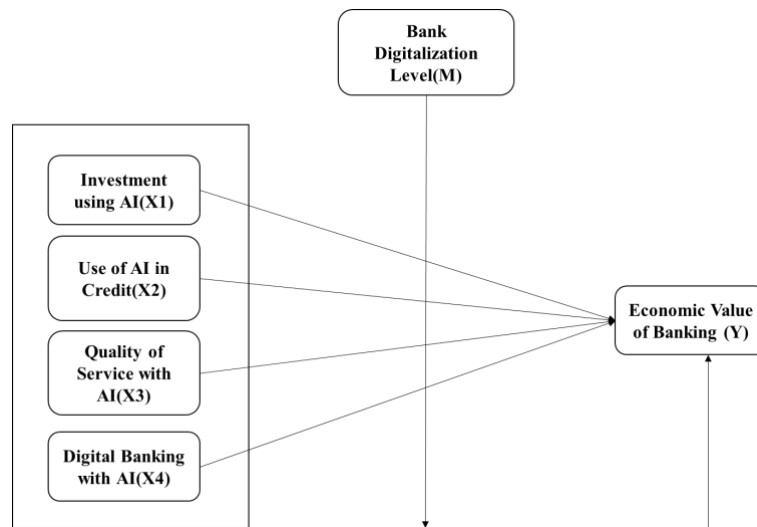 Bank
Digitalization
Level(M)
Investment
using AI(X1)
Use of AI in
Credit(X2)
Quality of
Service with
AI(X3)
Digital Banking
with AI(X4)
Economic Value
of Banking (Y)